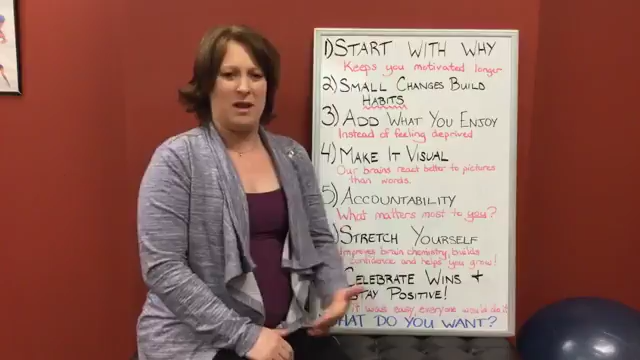 1) START WITH WHY
Keeps you motivated longer
2) SMALL CHANGES BUILD
HABITS
3) ADD WHAT YOU ENJOY
Instead of feeling deprived
4) MAKE IT VISUAL
Our brains react better to pictures
than words.
5) ACCOUNTABILITY
What matters most to you?
) STRETCH YOURSELF
Improves brain chemistry, builds
confidence and helps you grow!
CELEBRATE WINS +
STAY POSITIVE!
it was easy everyone would do it
WHAT DO YOU WANT?